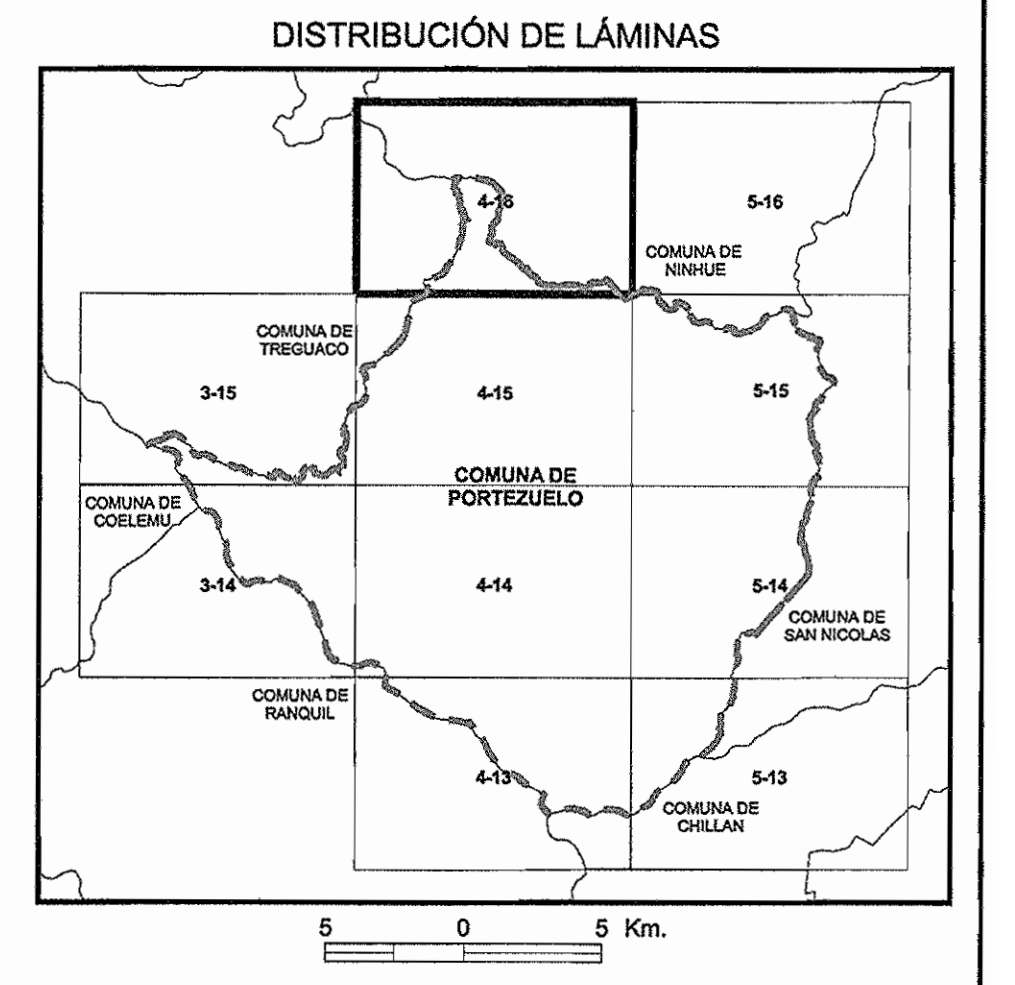 DISTRIBUCIÓN DE LÁMINAS
4-16
5-16
COMUNA DE
NINHUE
COMUNA DE
TREGUACO
3-15
4-15
5-15
COMUNA DE
PORTEZUELO
COMUNA DE
COELEMU
3-14
4-14
5-14
COMUNA DE
SAN NICOLAS
COMUNA DE
RANQUIL
4-13
5-13
COMUNA DE
CHILLAN
5 0 5 Km.